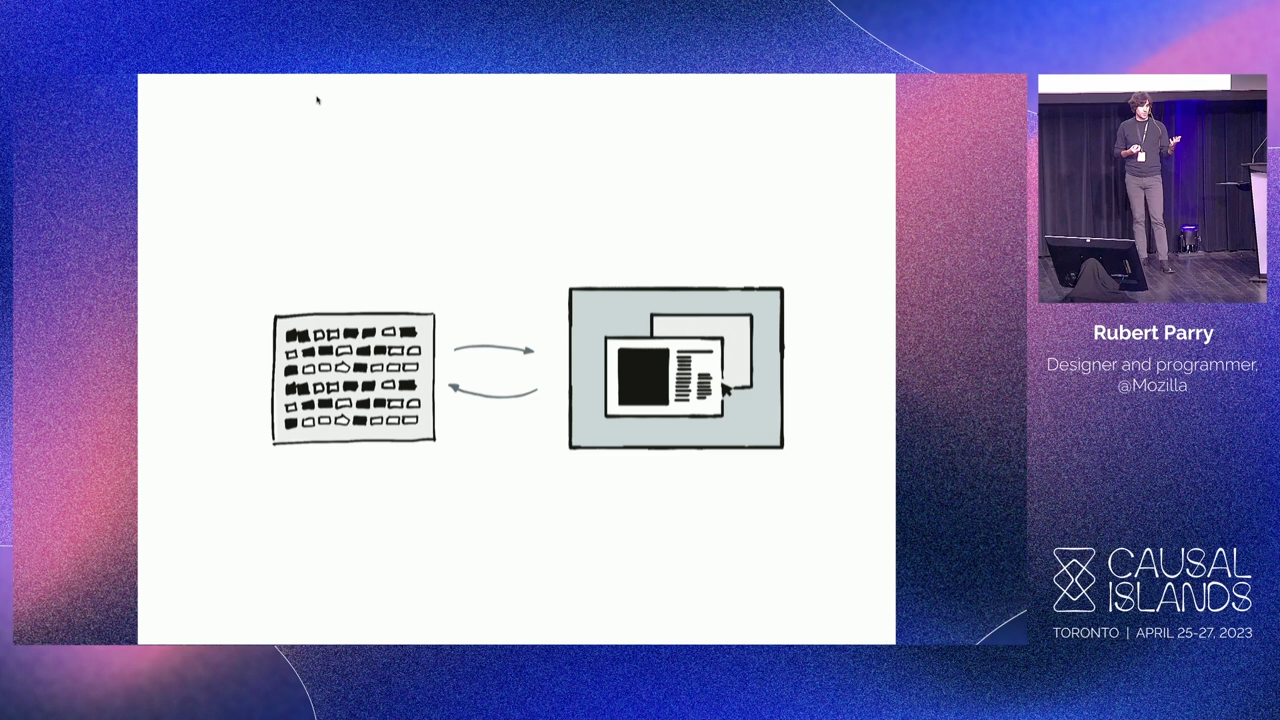 Rubert Parry
Designer and programmer,
@Mozilla
CAUSAL
ISLANDS
TORONTO | APRIL 25-27, 2023